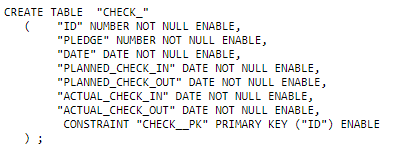 CREATE TABLE  "CHECK_"
   (    "ID" NUMBER NOT NULL ENABLE,
        "PLEDGE" NUMBER NOT NULL ENABLE,
        "DATE" DATE NOT NULL ENABLE,
        "PLANNED_CHECK_IN" DATE NOT NULL ENABLE,
        "PLANNED_CHECK_OUT" DATE NOT NULL ENABLE,
        "ACTUAL_CHECK_IN" DATE NOT NULL ENABLE,
        "ACTUAL_CHECK_OUT" DATE NOT NULL ENABLE,
         CONSTRAINT "CHECK__PK" PRIMARY KEY ("ID") ENABLE
   ) ;